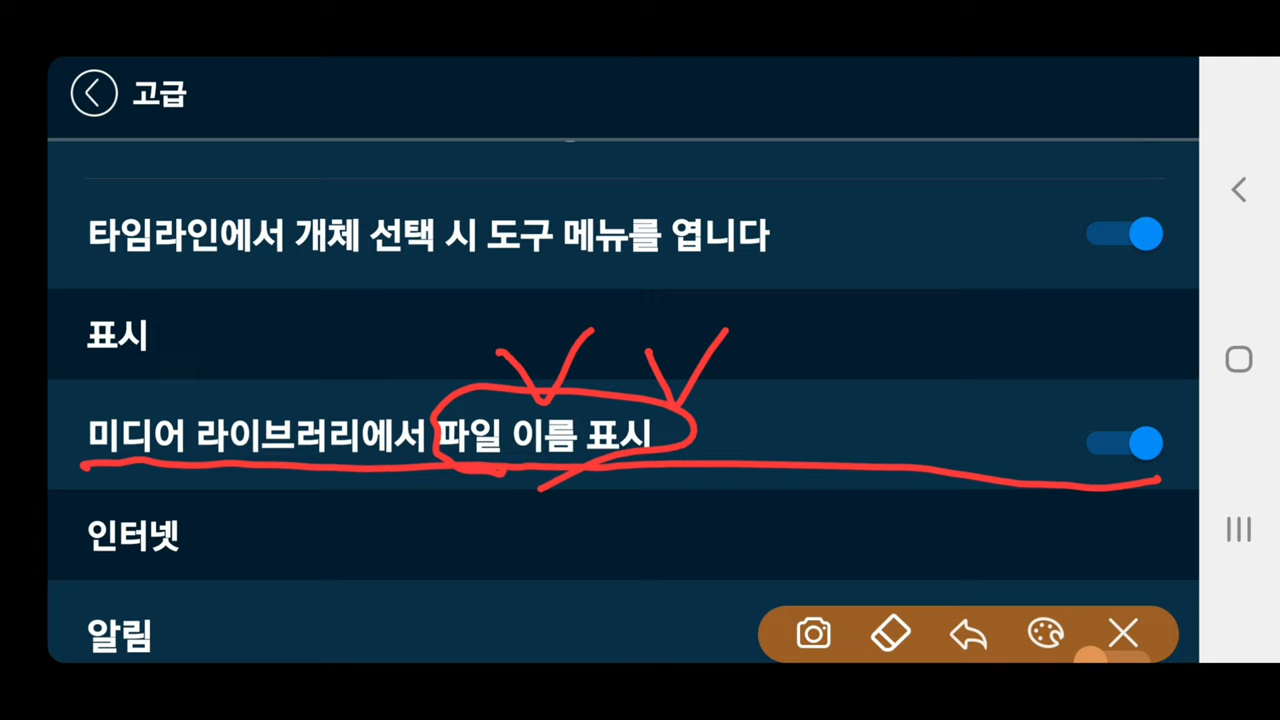 고급
타임라인에서 개체 선택 시 도구 메뉴를 엽니다
표시
미디어 라이브러리에서 파일 이름 표시
인터넷
알림